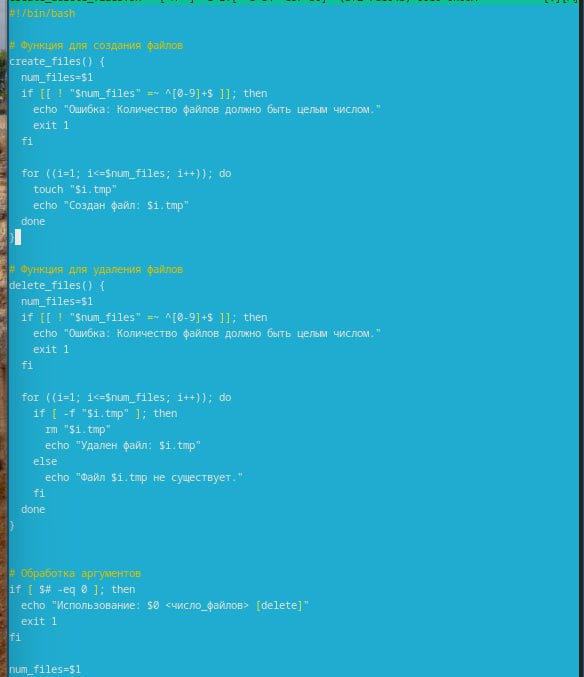 #!/bin/bash

# Функция для создания файлов
create_files() {
  num_files=$1
  if [[ ! "$num_files" =~ ^[0-9]+$ ]]; then
    echo "Ошибка: Количество файлов должно быть целым числом."
    exit 1
  fi

  for ((i=1; i<=$num_files; i++)); do
    touch "$i.tmp"
    echo "Создан файл: $i.tmp"
  done
}

# Функция для удаления файлов
delete_files() {
  num_files=$1
  if [[ ! "$num_files" =~ ^[0-9]+$ ]]; then
    echo "Ошибка: Количество файлов должно быть целым числом."
    exit 1
  fi

  for ((i=1; i<=$num_files; i++)); do
    if [ -f "$i.tmp" ]; then
      rm "$i.tmp"
      echo "Удален файл: $i.tmp"
    else
      echo "Файл $i.tmp не существует."
    fi
  done
}

# Обработка аргументов
if [ $# -eq 0 ]; then
  echo "Использование: $0 <число_файлов> [delete]"
  exit 1
fi

num_files=$1